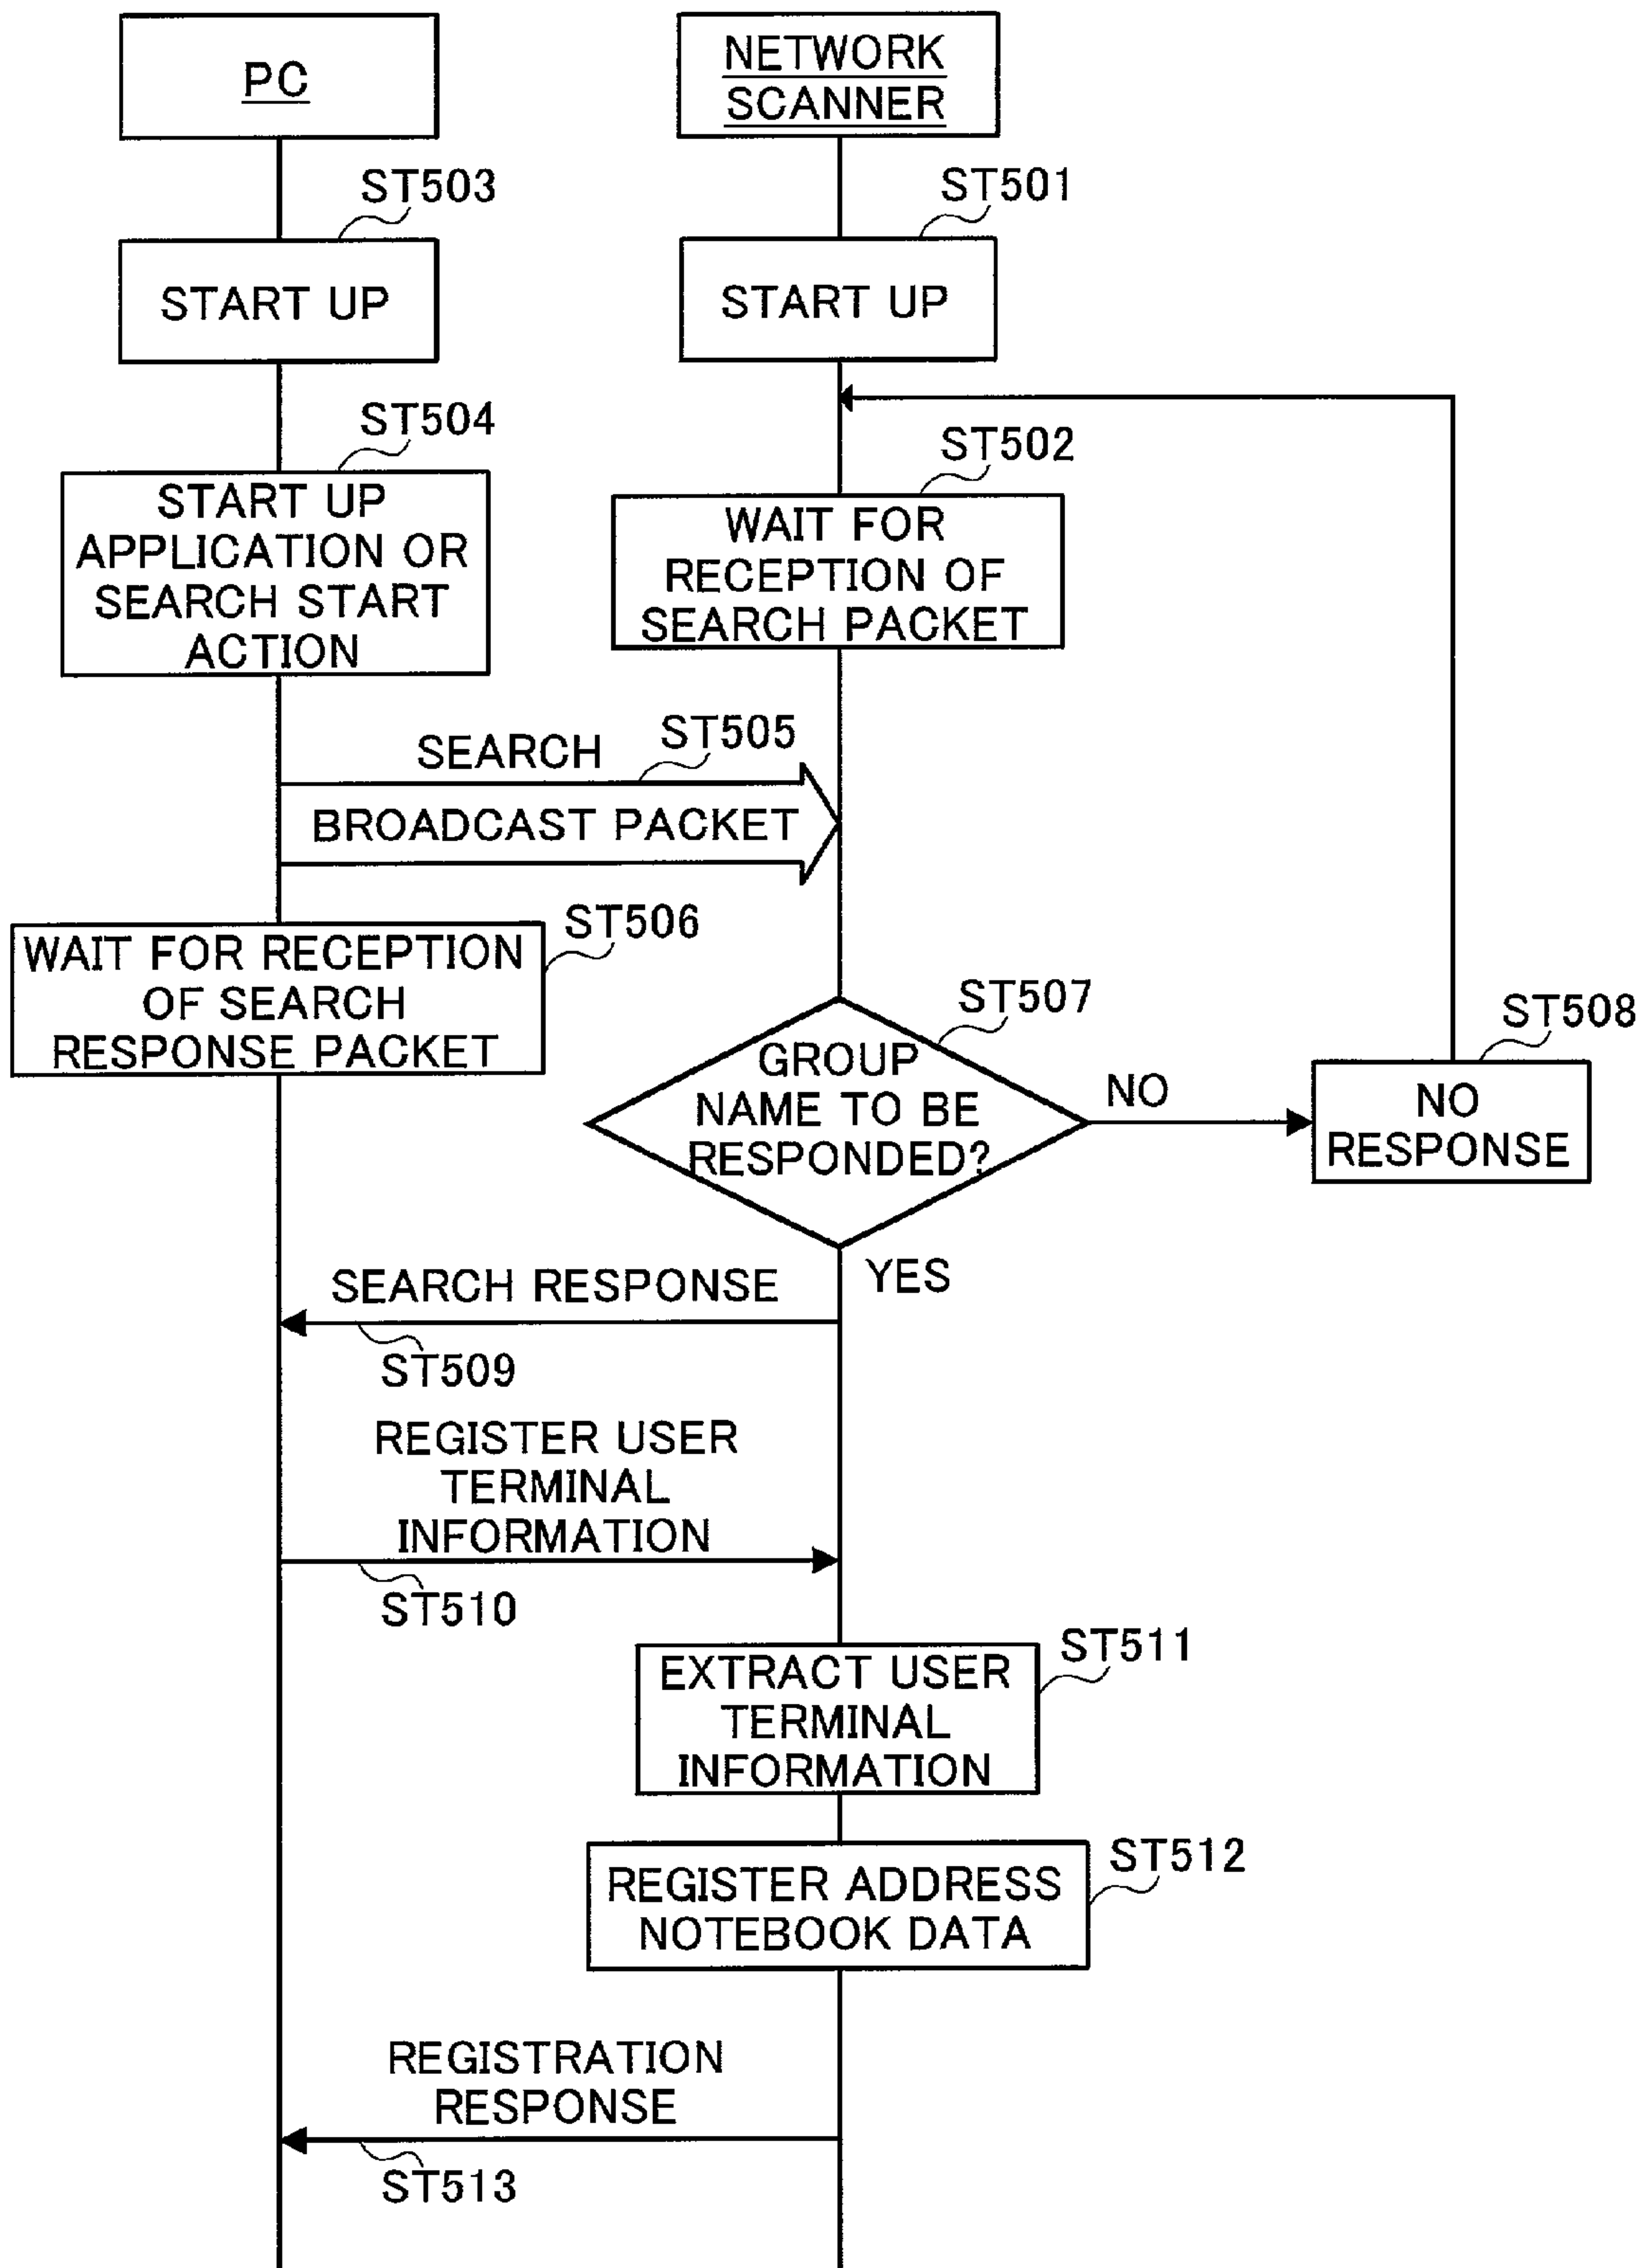 PC
NETWORK
SCANNER
ST503
ST501
START UP
START UP
ST504
ST502
START UP
APPLICATION OR
SEARCH START
ACTION
WAIT FOR
RECEPTION OF
SEARCH PACKET
SEARCH
ST505
BROADCAST PACKET
ST506
WAIT FOR RECEPTION
OF SEARCH
RESPONSE PACKET
ST507
GROUP
NAME TO BE
RESPONDED?
NO
ST508
NO
RESPONSE
YES
SEARCH RESPONSE
ST509
REGISTER USER
TERMINAL
INFORMATION
ST510
ST511
EXTRACT USER
TERMINAL
INFORMATION
ST512
REGISTER ADDRESS
NOTEBOOK DATA
REGISTRATION
RESPONSE
ST513